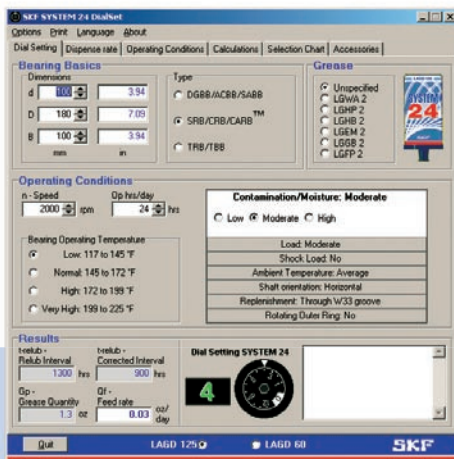 SKF SYSTEM 24 DialSet
Options Print Language About
Dial Setting Dispense rate Operating Conditions Calculations Selection Chart Accessories
Bearing Basics
Dimensions
d 100 3.94
D 180 7.09
B 100 3.94
mm in
Type
DGBB/ACBB/SABB
SRB/CRB/CARB™
TRB/TBB
Grease
Unspecified
LGWA 2
LGHP 2
LGHB 2
LGEM 2
LGGB 2
LGFP 2
SYSTEM
24
Operating Conditions
n - Speed Op hrs/day
2000 rpm 24 hrs
Bearing Operating Temperature
Low: 117 to 145 °F
Normal: 145 to 172 °F
High: 172 to 199 °F
Very High: 199 to 225 °F
Contamination/Moisture: Moderate
Low Moderate High
Load: Moderate
Shock Load: No
Ambient Temperature: Average
Shaft orientation: Horizontal
Replenishment: Through W33 groove
Rotating Outer Ring: No
Results
t-relub - t-relub -
Relub Interval Corrected Interval
1300 hrs 900 hrs
Gp - Qf -
Grease Quantity Feed rate
1.3 oz 0.03 oz/
day
Dial Setting SYSTEM 24
4
Quit LAGD 125 LAGD 60 SKF